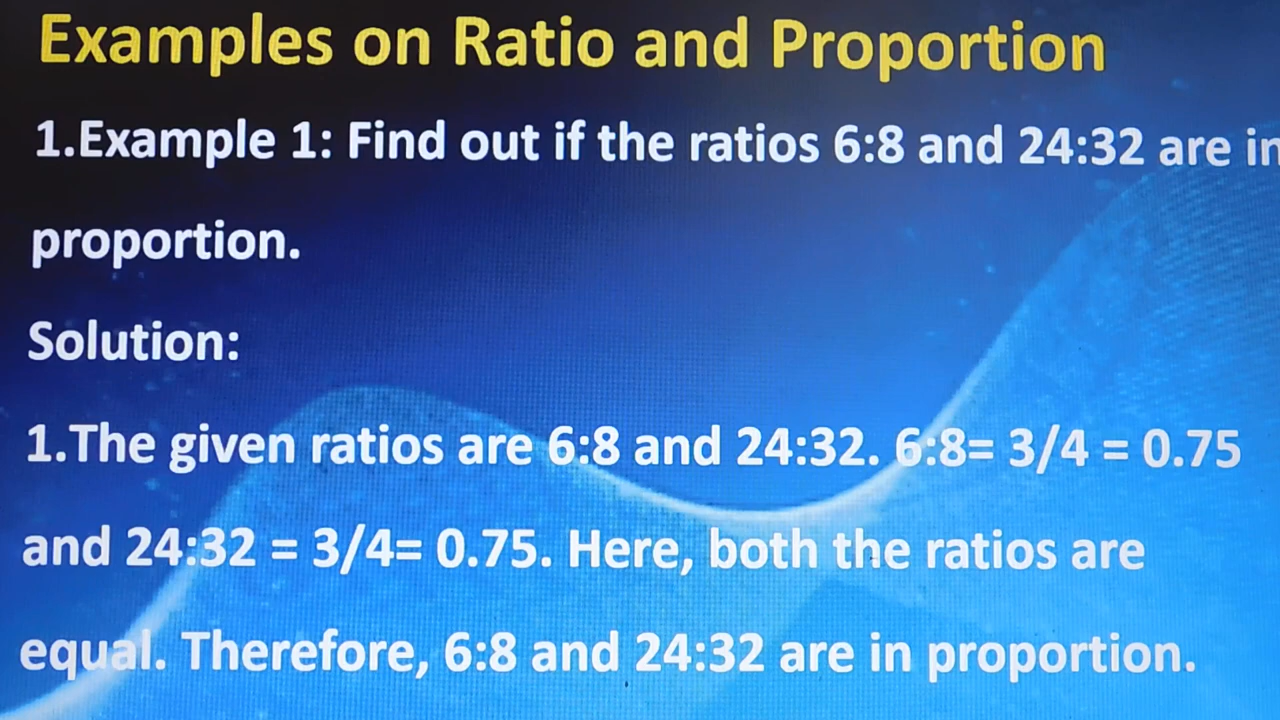 Examples on Ratio and Proportion
1.Example 1: Find out if the ratios 6:8 and 24:32 are in
proportion.
Solution:
1.The given ratios are 6:8 and 24:32. 6:8= 3/4 = 0.75
and 24:32 = 3/4= 0.75. Here, both the ratios are
equal. Therefore, 6:8 and 24:32 are in proportion.